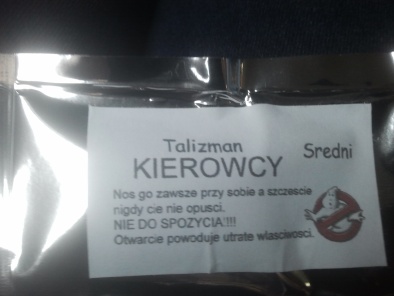 Talizman Sredni
KIEROWCY
Nos go zawsze przy sobie a szczescie
nigdy cie nie opusci.
NIE DO SPOZYCIA!!!!
Otwarcie powoduje utrate wlasciwosci.